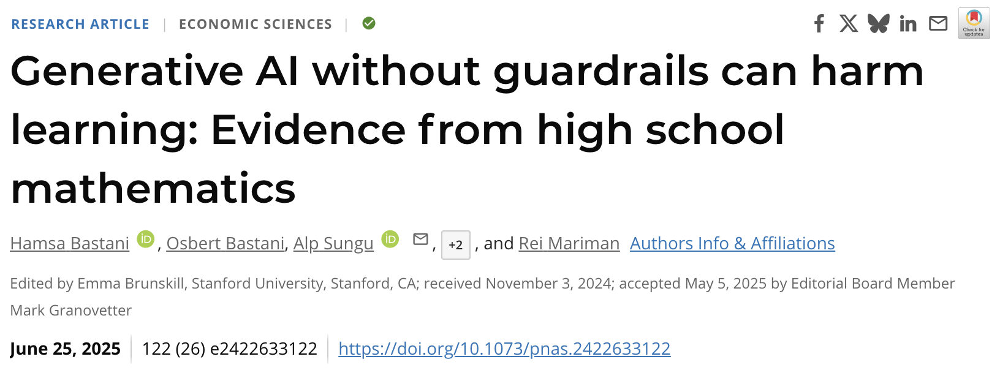 RESEARCH ARTICLE | ECONOMIC SCIENCES |
Check for
updates
Generative AI without guardrails can harm
learning: Evidence from high school
mathematics
Hamsa Bastani iD, Osbert Bastani, Alp Sungu iD, +2, and Rei Mariman Authors Info & Affiliations
Edited by Emma Brunskill, Stanford University, Stanford, CA; received November 3, 2024; accepted May 5, 2025 by Editorial Board Member
Mark Granovetter
June 25, 2025 | 122 (26) e2422633122 | https://doi.org/10.1073/pnas.2422633122